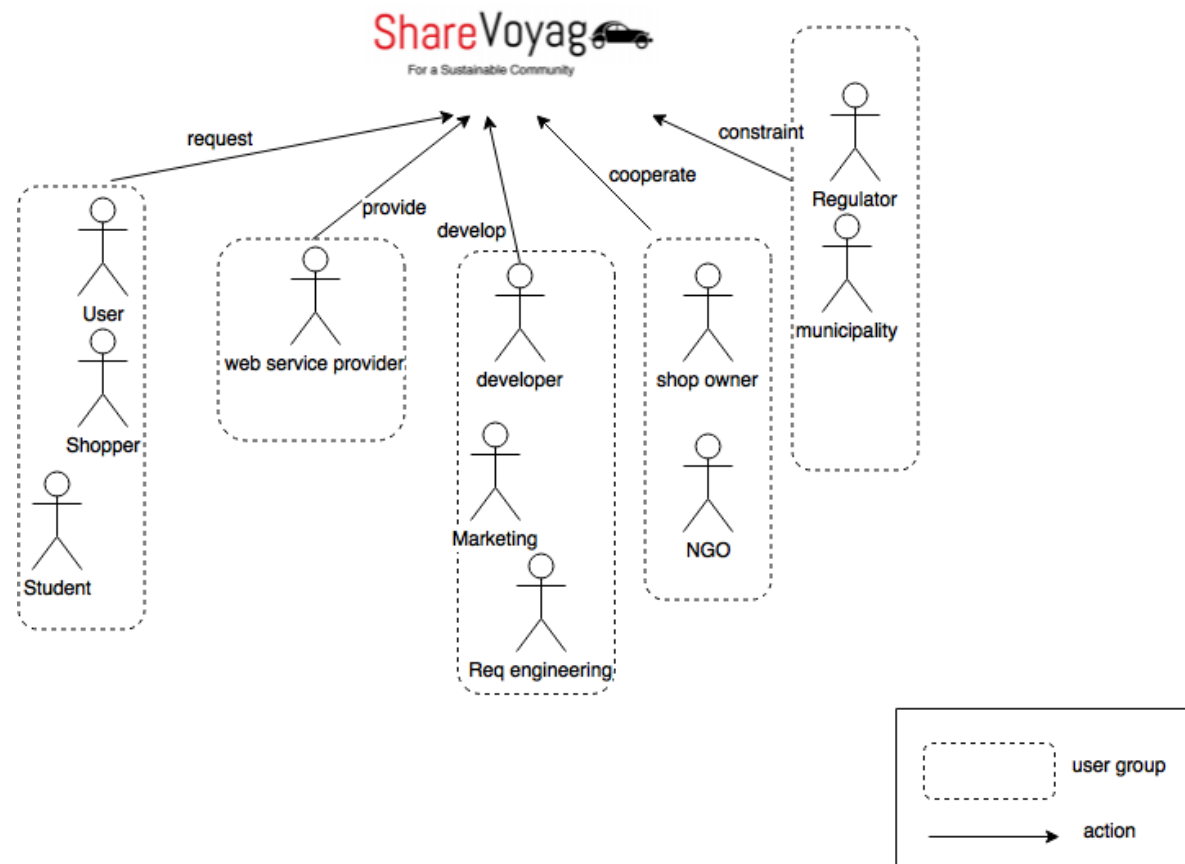 ShareVoyag
For a Sustainable Community
request
provide
develop
cooperate
constraint
User
Shopper
Student
web service provider
developer
Marketing
Req engineering
shop owner
NGO
Regulator
municipality
user group
action